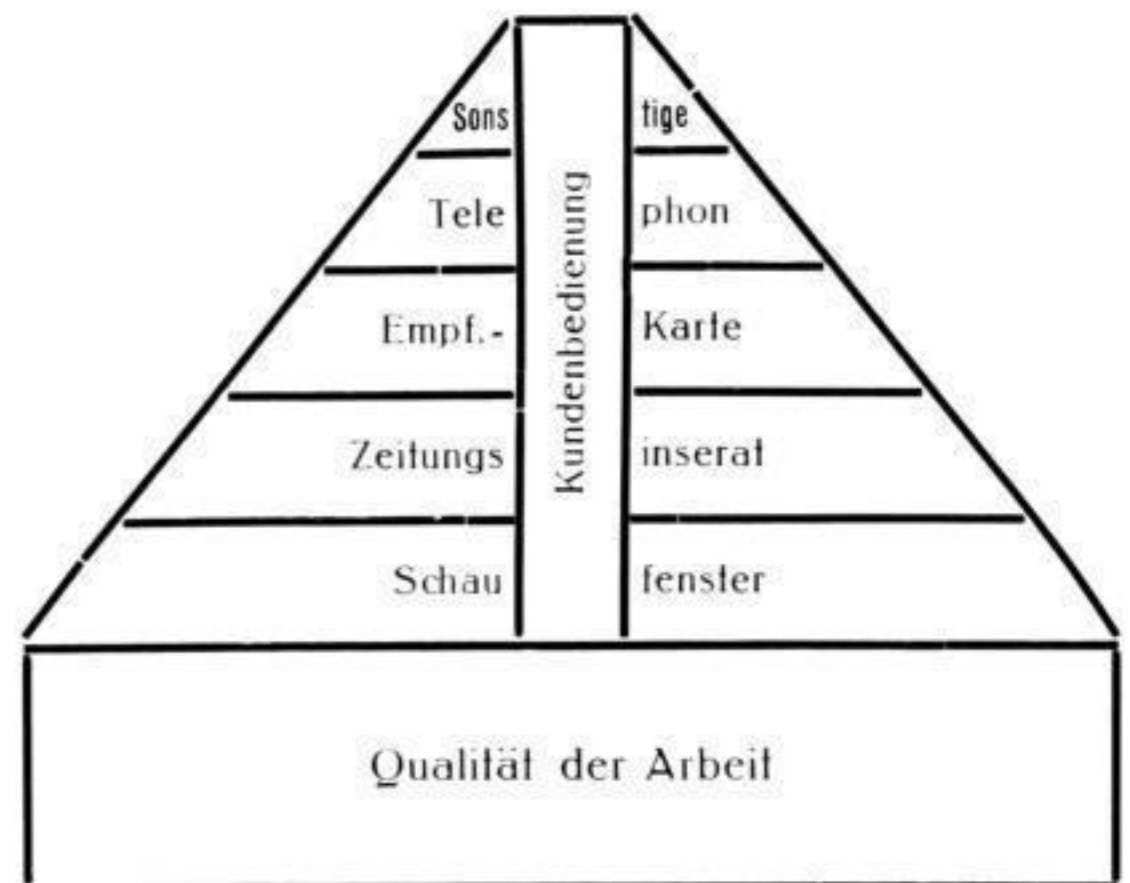 Sons tige
Tele phon
Empf.- Karte
Zeitungs inserat
Schau fenster
Kundenbedienung
Qualität der Arbeit